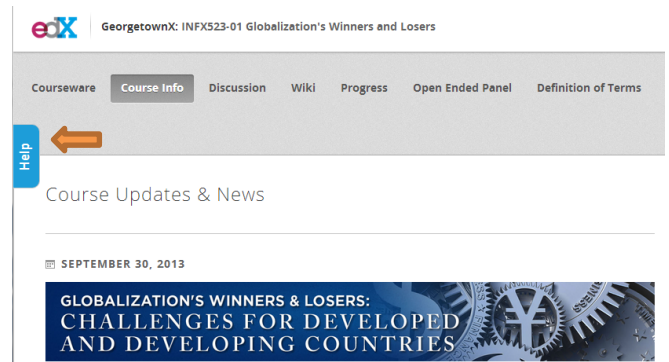 edX GeorgetownX: INFX523-01 Globalization's Winners and Losers
Courseware Course Info Discussion Wiki Progress Open Ended Panel Definition of Terms
Help
Course Updates & News
SEPTEMBER 30, 2013
GLOBALIZATION'S WINNERS & LOSERS:
CHALLENGES FOR DEVELOPED
AND DEVELOPING COUNTRIES